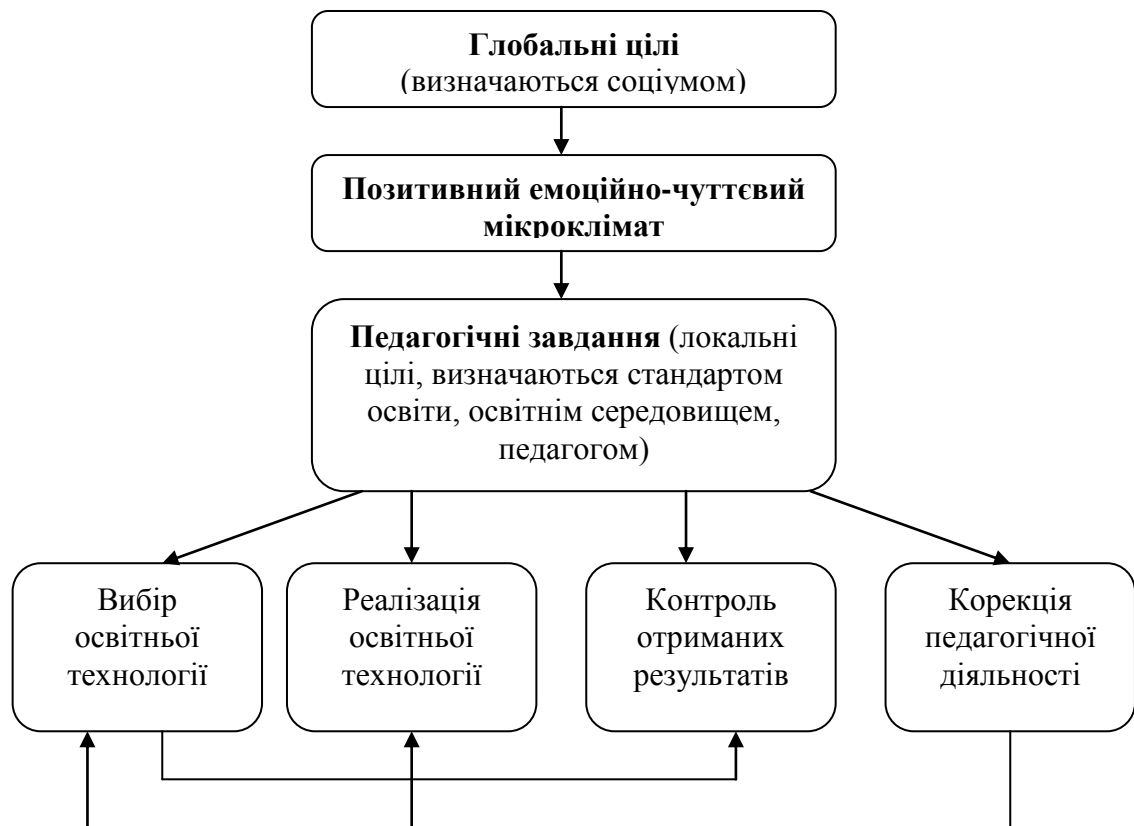 Глобальні цілі
(визначаються соціумом)
Позитивний емоційно-чуттєвий
мікроклімат
Педагогічні завдання (локальні
цілі, визначаються стандартом
освіти, освітнім середовищем,
педагогом)
Вибір
освітньої
технології
Реалізація
освітньої
технології
Контроль
отриманих
результатів
Корекція
педагогічної
діяльності